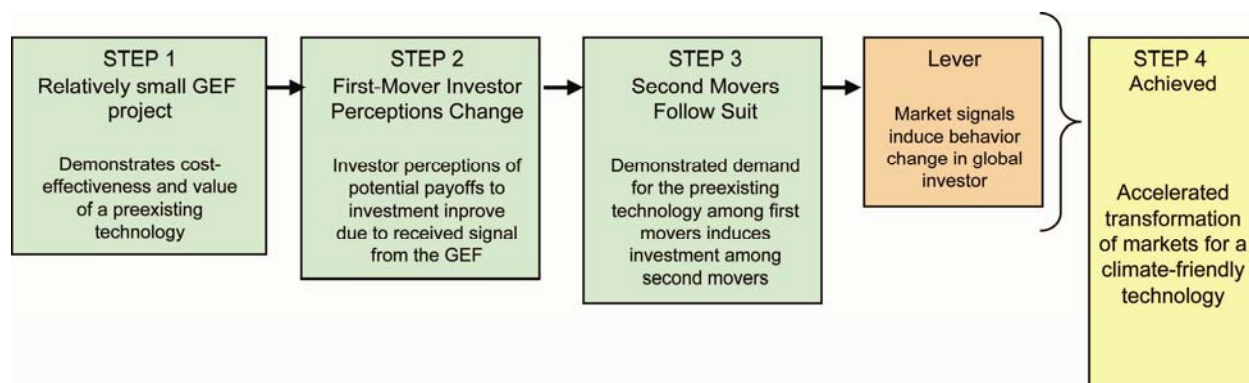 STEP 1
Relatively small GEF
project
Demonstrates cost-
effectiveness and value
of a preexisting
technology
STEP 2
First-Mover Investor
Perceptions Change
Investor perceptions of
potential payoffs to
investment inprove
due to received signal
from the GEF
STEP 3
Second Movers
Follow Suit
Demonstrated demand
for the preexisting
technology among first
movers induces
investment among
second movers
Lever
Market signals
induce behavior
change in global
investor
STEP 4
Achieved
Accelerated
transformation
of markets for a
climate-friendly
technology